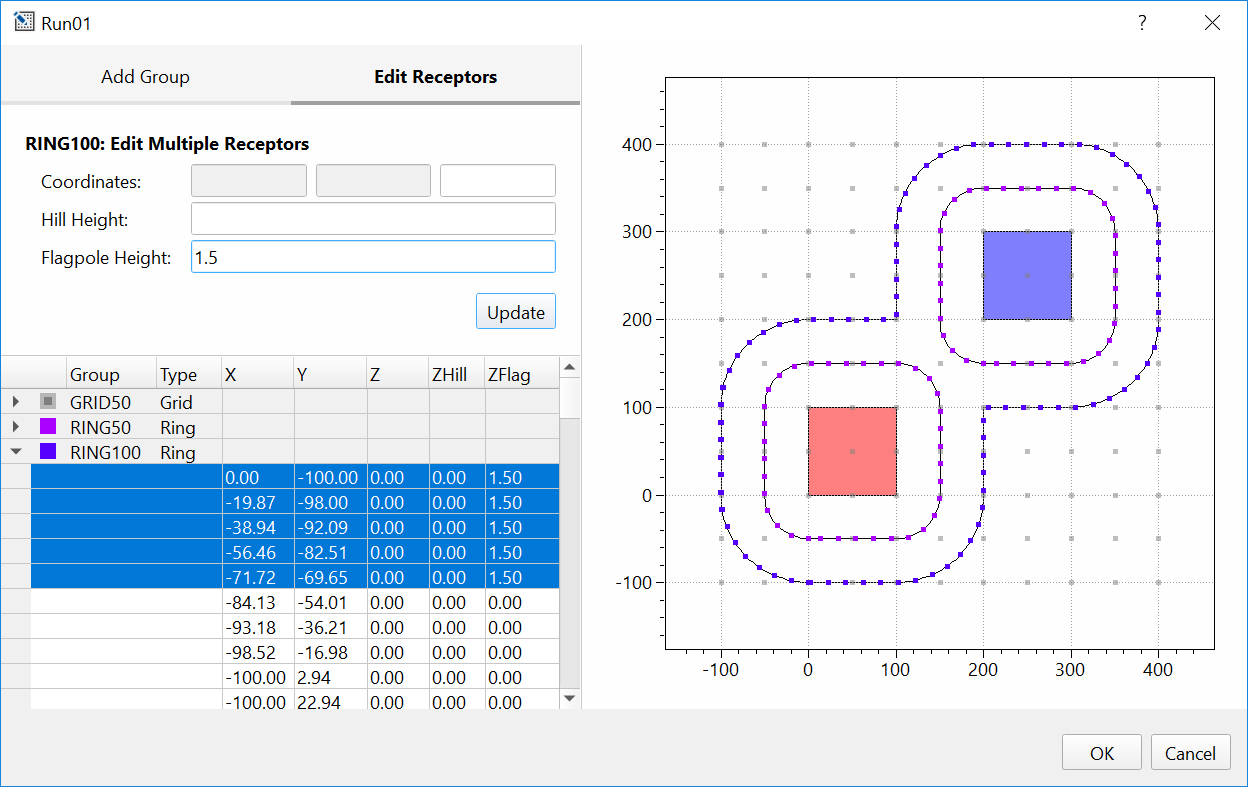 Run01
?
Add Group Edit Receptors
RING100: Edit Multiple Receptors
Coordinates:
Hill Height:
Flagpole Height: 1.5
Update
Group Type X Y Z ZHill ZFlag
GRID50 Grid
RING50 Ring
RING100 Ring
0.00 -100.00 0.00 0.00 1.50
-19.87 -98.00 0.00 0.00 1.50
-38.94 -92.09 0.00 0.00 1.50
-56.46 -82.51 0.00 0.00 1.50
-71.72 -69.65 0.00 0.00 1.50
-84.13 -54.01 0.00 0.00 0.00
-93.18 -36.21 0.00 0.00 0.00
-98.52 -16.98 0.00 0.00 0.00
-100.00 2.94 0.00 0.00 0.00
-100.00 22.94 0.00 0.00 0.00
400
300
200
100
0
-100
-100 0 100 200 300 400
OK Cancel